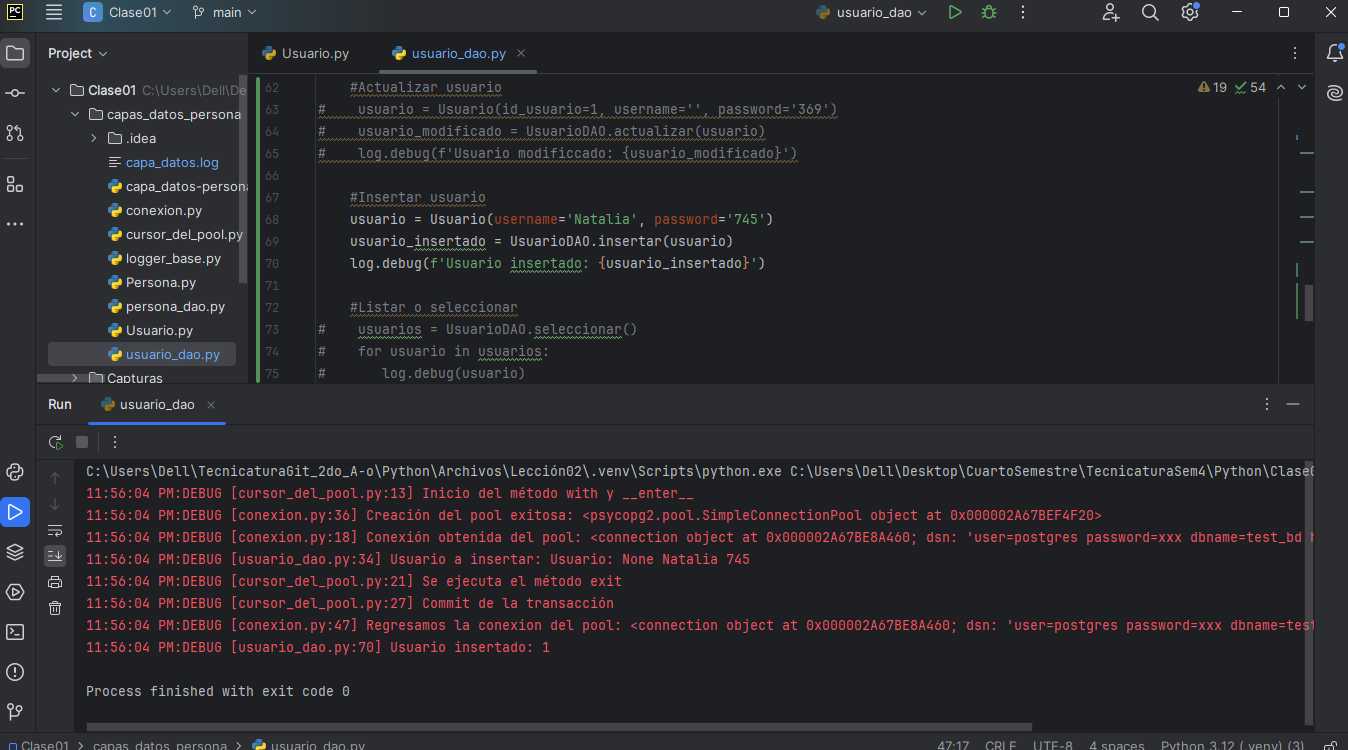 PC
C Clase01
main
usuario_dao
Project
Usuario.py
usuario_dao.py
Clase01 C:\Users\Dell\De
capas_datos_persona
.idea
capa_datos.log
capa_datos-persona
conexion.py
cursor_del_pool.py
logger_base.py
Persona.py
persona_dao.py
Usuario.py
usuario_dao.py
Capturas
19 54
62 #Actualizar usuario
63 # usuario = Usuario(id_usuario=1, username='', password='369')
64 # usuario_modificado = UsuarioDAO.actualizar(usuario)
65 # log.debug(f'Usuario modificcado: {usuario_modificado}')
66
67 #Insertar usuario
68 usuario = Usuario(username='Natalia', password='745')
69 usuario_insertado = UsuarioDAO.insertar(usuario)
70 log.debug(f'Usuario insertado: {usuario_insertado}')
71
72 #Listar o seleccionar
73 # usuarios = UsuarioDAO.seleccionar()
74 # for usuario in usuarios:
75 # log.debug(usuario)
Run
usuario_dao
C:\Users\Dell\TecnicaturaGit_2do_A-o\Python\Archivos\Lección02\.venv\Scripts\python.exe C:\Users\Dell\Desktop\CuartoSemestre\TecnicaturaSem4\Python\Clase0
11:56:04 PM:DEBUG [cursor_del_pool.py:13] Inicio del método with y __enter__
11:56:04 PM:DEBUG [conexion.py:36] Creación del pool exitosa: <psycopg2.pool.SimpleConnectionPool object at 0x000002A67BEF4F20>
11:56:04 PM:DEBUG [conexion.py:18] Conexión obtenida del pool: <connection object at 0x000002A67BE8A460; dsn: 'user=postgres password=xxx dbname=test_bd h
11:56:04 PM:DEBUG [usuario_dao.py:34] Usuario a insertar: Usuario: None Natalia 745
11:56:04 PM:DEBUG [cursor_del_pool.py:21] Se ejecuta el método exit
11:56:04 PM:DEBUG [cursor_del_pool.py:27] Commit de la transacción
11:56:04 PM:DEBUG [conexion.py:47] Regresamos la conexion del pool: <connection object at 0x000002A67BE8A460; dsn: 'user=postgres password=xxx dbname=test
11:56:04 PM:DEBUG [usuario_dao.py:70] Usuario insertado: 1
Process finished with exit code 0
Clase01 > capas_datos_persona > usuario_dao.py
47:17 CRLF UTF-8 4 spaces Python 3.12 (.venv) (3)